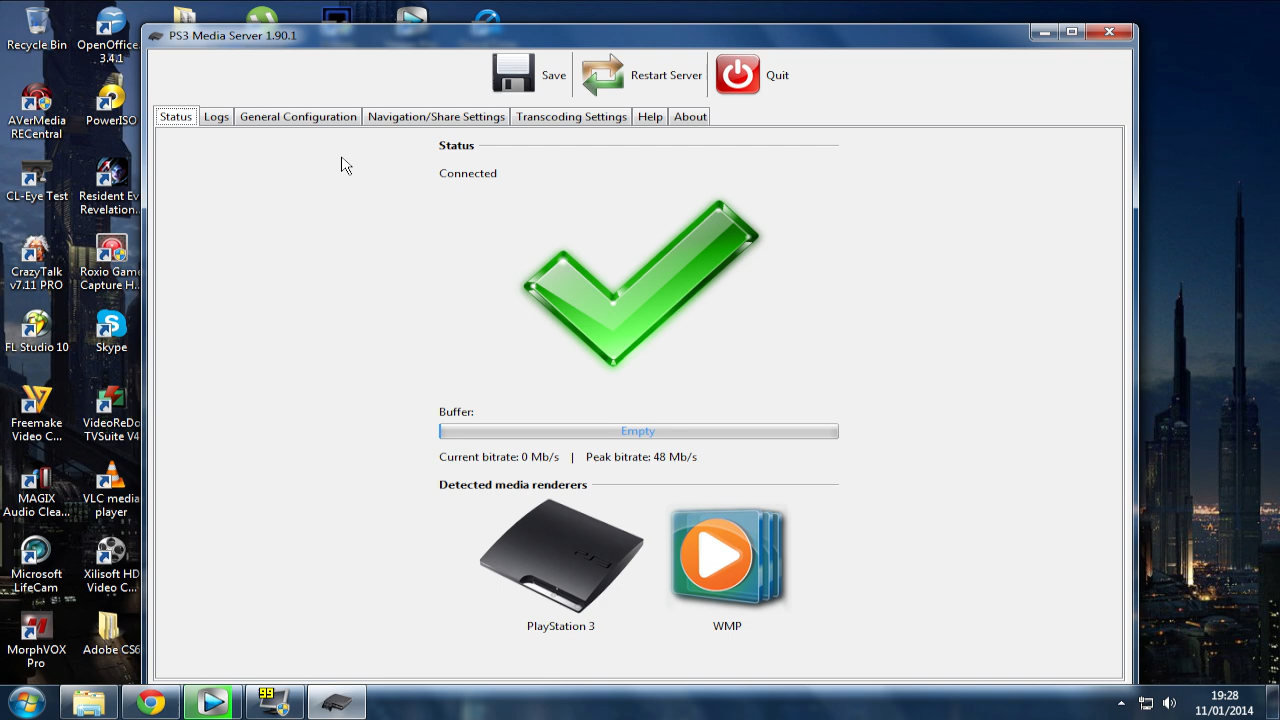 PS3 Media Server 1.90.1
Save
Restart Server
Quit
Status
Logs
General Configuration
Navigation/Share Settings
Transcoding Settings
Help
About
Status
Connected
Buffer:
Empty
Current bitrate: 0 Mb/s | Peak bitrate: 48 Mb/s
Detected media renderers
PlayStation 3
WMP
Recycle Bin
OpenOffice.
3.4.1
AVerMedia
RECentral
PowerISO
CL-Eye Test
Resident Ev
Revelation...
CrazyTalk
v7.11 PRO
Roxio Gam
Capture H...
FL Studio 10
Skype
Freemake
Video C...
VideoReDo
TVSuite V4
MAGIX
Audio Clea...
VLC media
player
Microsoft
LifeCam
Xilisoft HD
Video C...
MorphVOX
Pro
Adobe CS6
99
19:28
11/01/2014